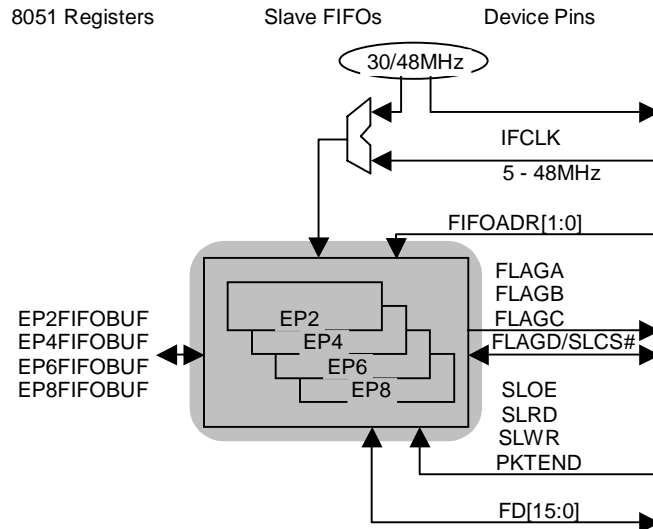 8051 Registers
Slave FIFOs
Device Pins
30/48MHz
IFCLK
5 - 48MHz
FIFOADR[1:0]
FLAGA
FLAGB
FLAGC
FLAGD/SLCS#
EP2FIFOBUF
EP4FIFOBUF
EP6FIFOBUF
EP8FIFOBUF
EP2
EP4
EP6
EP8
SLOE
SLRD
SLWR
PKTEND
FD[15:0]